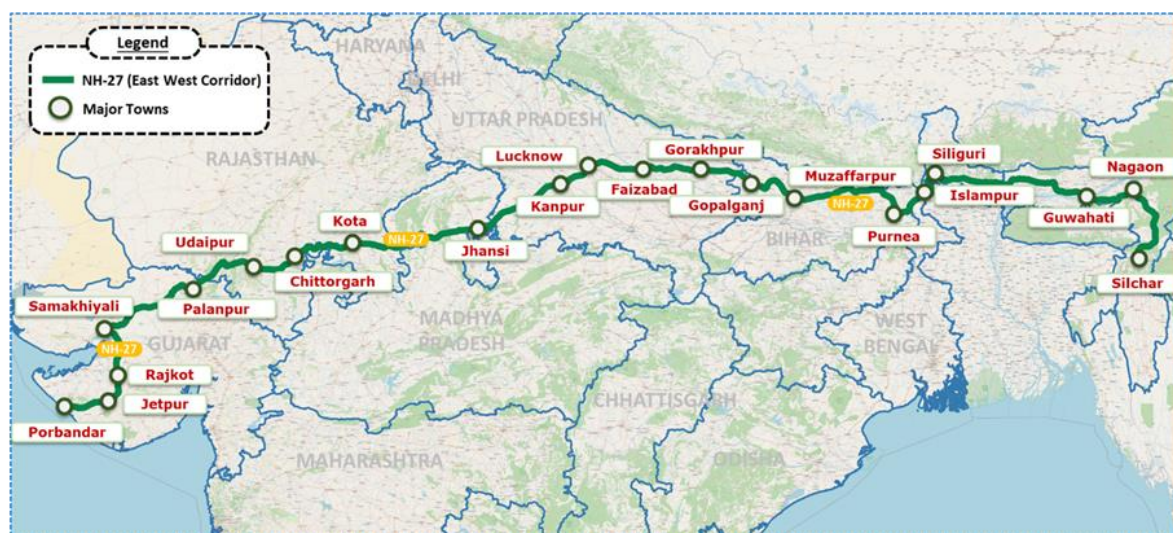 Legend
NH-27 (East West Corridor)
Major Towns
HARYANA
DELHI
UTTAR PRADESH
RAJASTHAN
Lucknow
Gorakhpur
Siliguri
Nagaon
Kanpur
Faizabad
Gopalganj
Muzaffarpur
NH-27
Islampur
Guwahati
Kota
NH-27
Jhansi
BIHAR
Purnea
Udaipur
Chittorgarh
Silchar
Samakhiyali
Palanpur
MADHYA
PRADESH
WEST
BENGAL
NH-27
GUJARAT
Rajkot
Jetpur
CHHATTISGARH
Porbandar
MAHARASHTRA
ODISHA